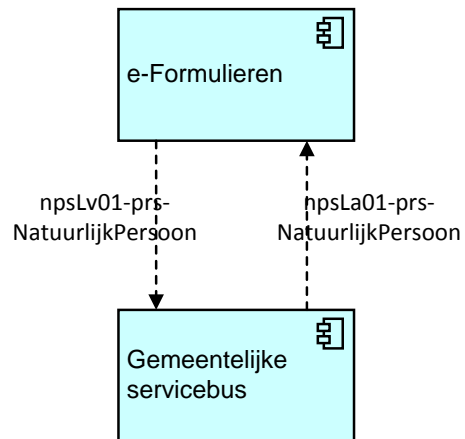 e-Formulieren
npsLv01-prs-
NatuurlijkPersoon
npsLa01-prs-
NatuurlijkPersoon
Gemeentelijke
servicebus